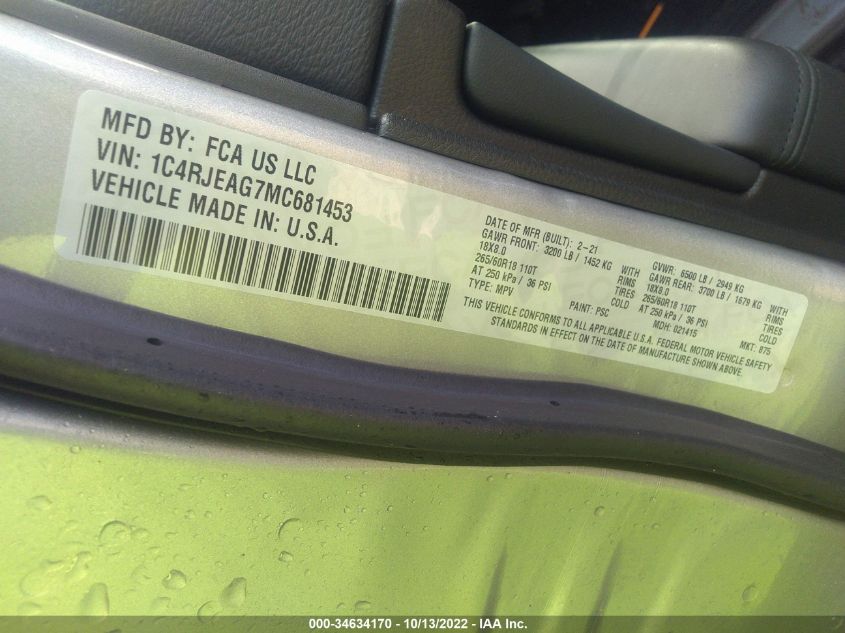 MFD BY: FCA US LLC
VIN: 1C4RJEAG7MC681453
VEHICLE MADE IN: U.S.A.
DATE OF MFR (BUILT): 2-21
GAWR FRONT: 3200 LB / 1452 KG WITH
18X8.0 RIMS
265/60R18 110T TIRES
AT 250 kPa / 36 PSI COLD
TYPE: MPV PAINT: PSC
GVWR: 6500 LB / 2949 KG
GAWR REAR: 3700 LB / 1679 KG WITH
18X8.0 RIMS
265/60R18 110T TIRES
AT 250 kPa / 36 PSI COLD
MDH: 021415 MKT: 875
THIS VEHICLE CONFORMS TO ALL APPLICABLE U.S.A. FEDERAL MOTOR VEHICLE SAFETY
STANDARDS IN EFFECT ON THE DATE OF MANUFACTURE SHOWN ABOVE.
000-34634170 - 10/13/2022 - IAA Inc.